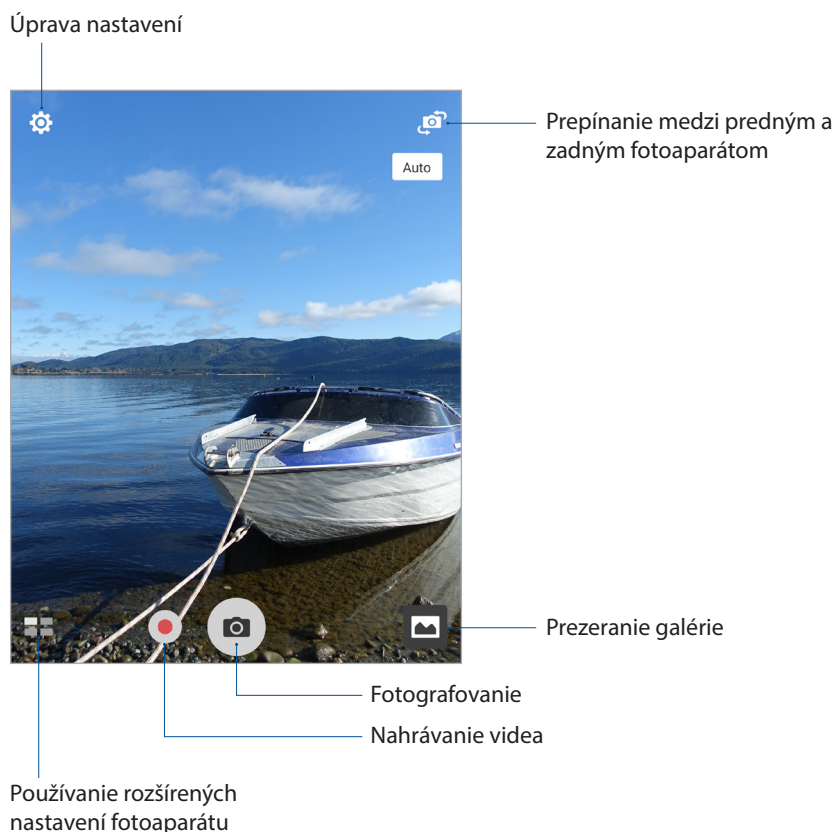 Úprava nastavení
Prepínanie medzi predným a
zadným fotoaparátom
Auto
Prezeranie galérie
Fotografovanie
Nahrávanie videa
Používanie rozšírených
nastavení fotoaparátu